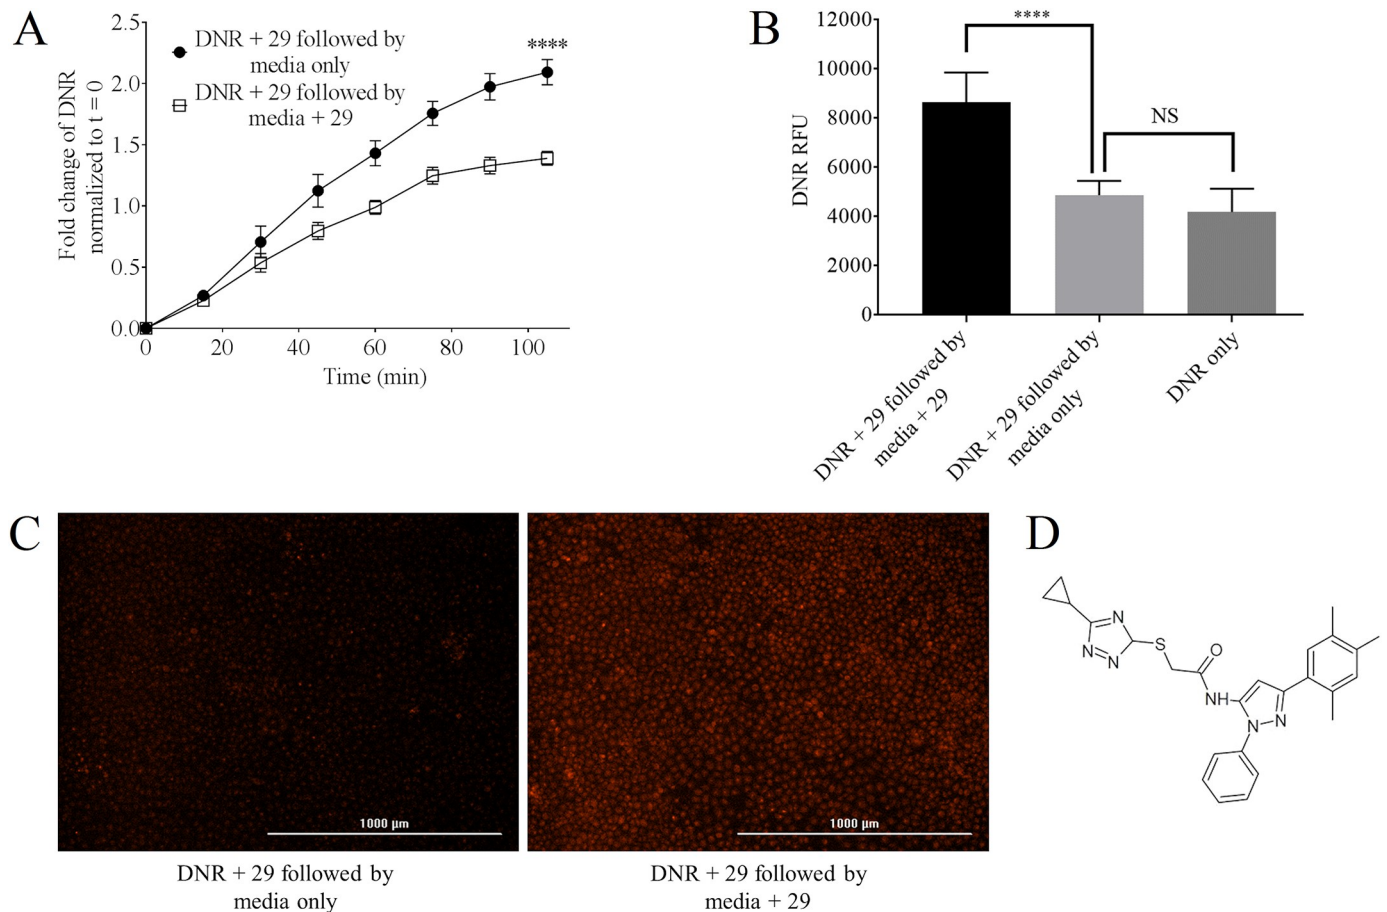 A
2.5
2.0
1.5
1.0
0.5
0.0
0
20
40
60
80
100
Fold change of DNR
normalized to t = 0
Time (min)
DNR + 29 followed by
media only
DNR + 29 followed by
media + 29
****
B
12000
10000
8000
6000
4000
2000
0
DNR RFU
****
NS
DNR + 29 followed by
media + 29
DNR + 29 followed by
media only
DNR only
C
1000 µm
1000 µm
DNR + 29 followed by
media only
DNR + 29 followed by
media + 29
D
N
N
N
S
O
NH
N
N